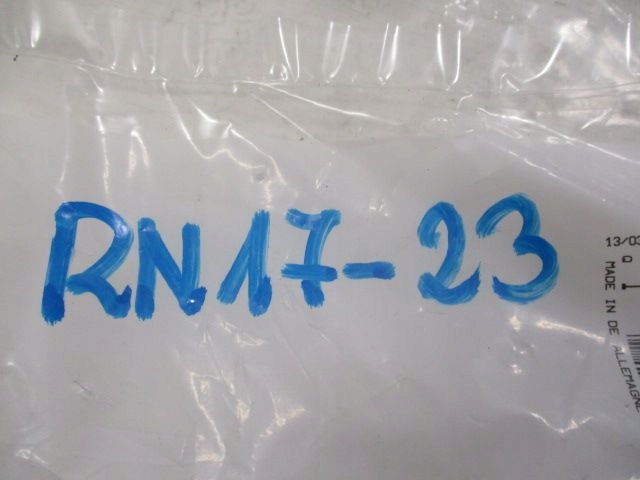 RN17-23
13/03
Q
MADE IN DE ALLEMAGNE